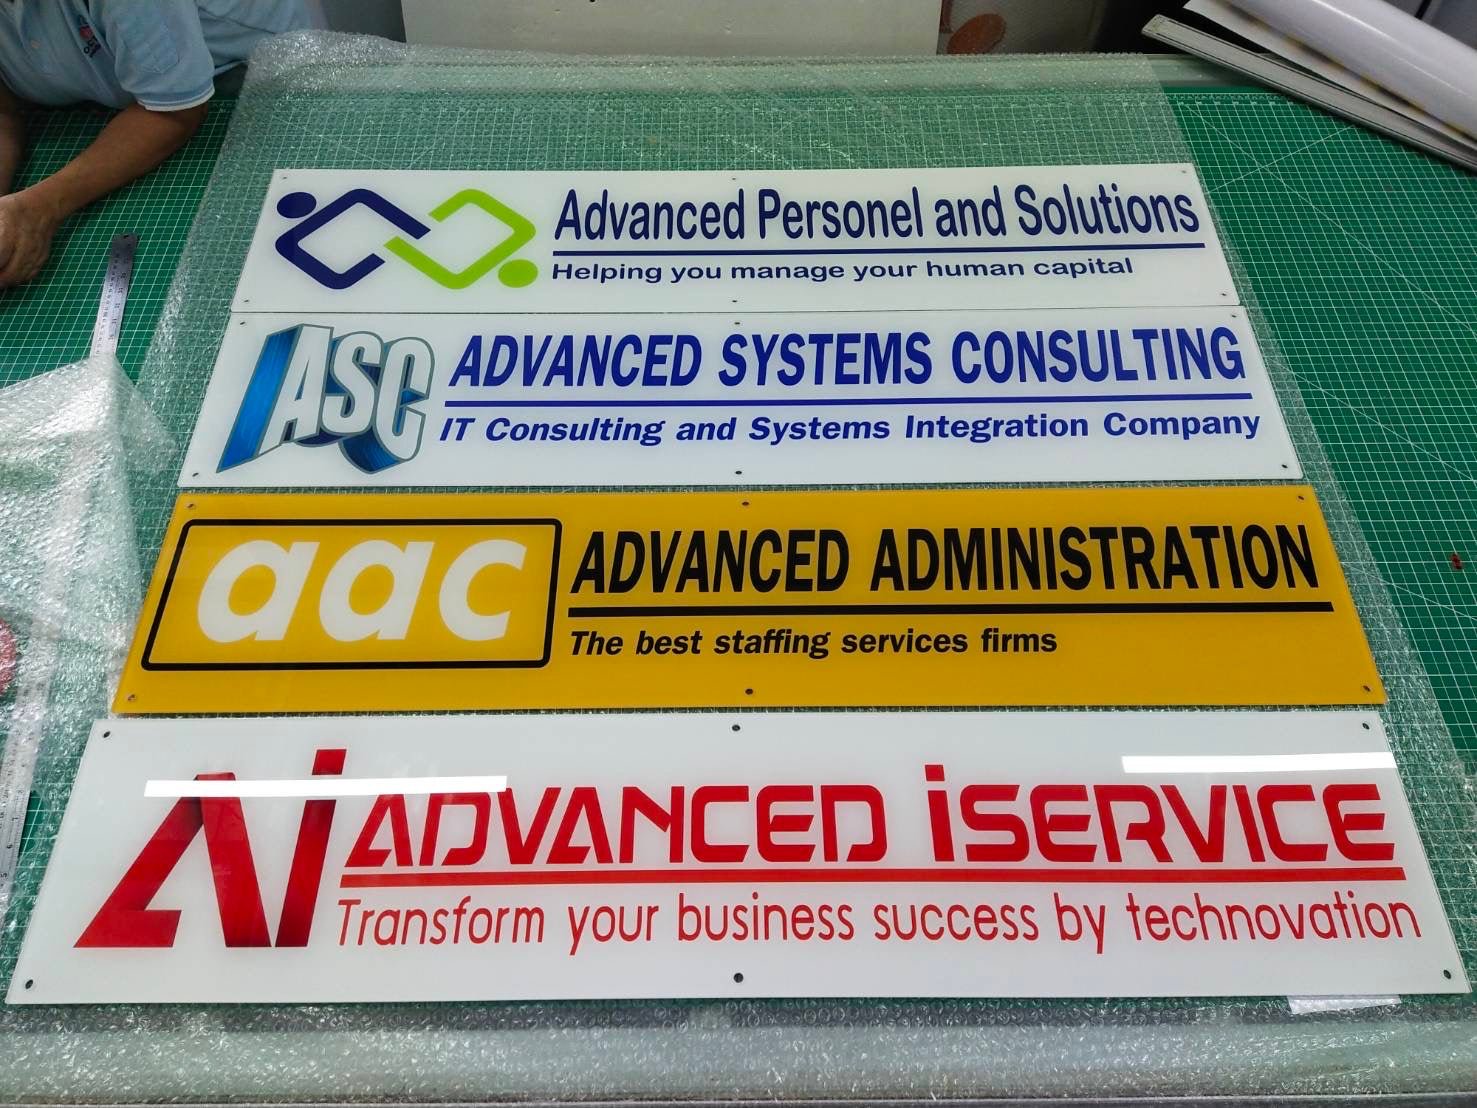 Advanced Personel and Solutions
Helping you manage your human capital
ASC
ADVANCED SYSTEMS CONSULTING
IT Consulting and Systems Integration Company
aac
ADVANCED ADMINISTRATION
The best staffing services firms
Ai
ADVANCED iSERVICE
Transform your business success by technovation